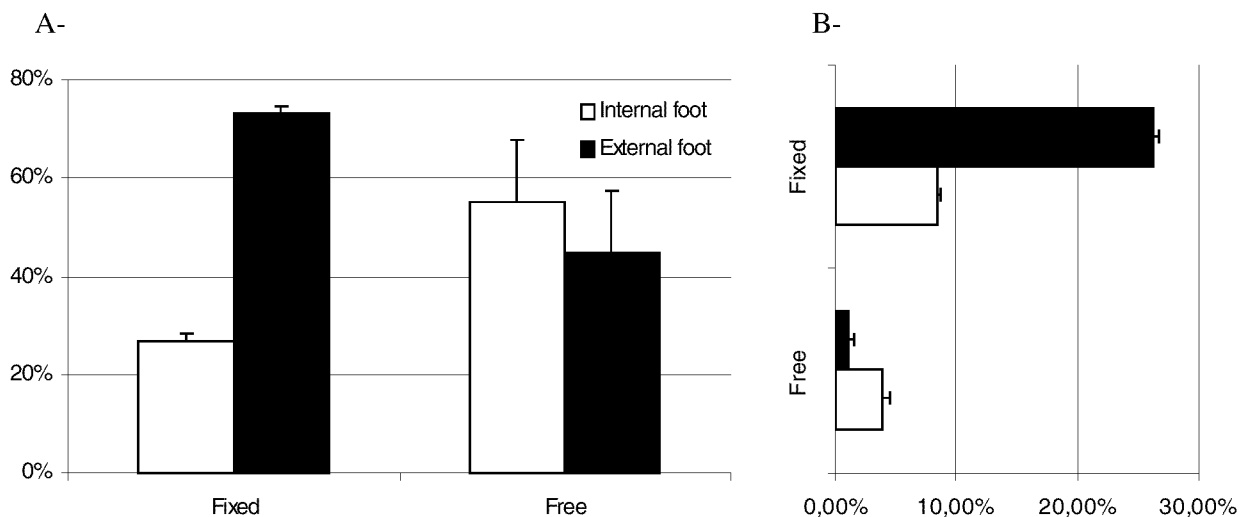 A-
80%
60%
40%
20%
0%
Internal foot
External foot
Fixed
Free
B-
Fixed
Free
0,00%
10,00%
20,00%
30,00%